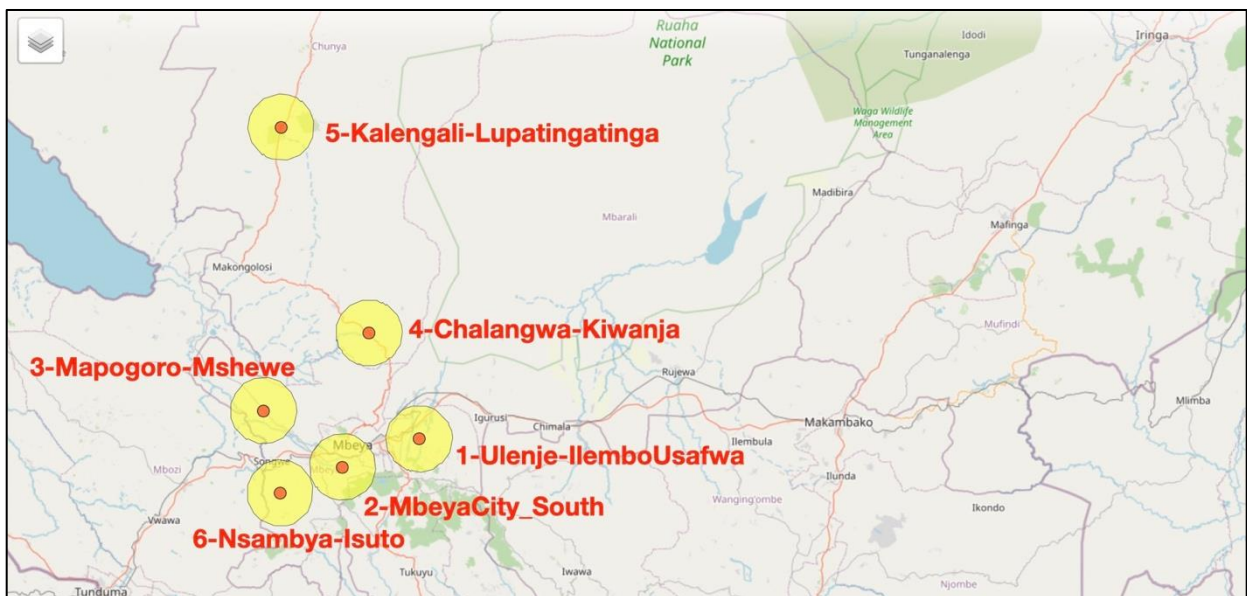 Ruaha
National
Park
Idodi
Tunganalenga
Iringa
Chunya
Waga Wildlife
Management
Area
5-Kalengali-Lupatingatinga
Madibira
Mbarali
Mafinga
Makongolosi
4-Chalangwa-Kiwanja
Mufindi
3-Mapogoro-Mshewe
Rujewa
Mlimba
Igurusi
Chimala
Makambako
Mbeya
Ilembula
1-Ulenje-IlemboUsafwa
Songwe
Mbozi
Ilunda
Wanging'ombe
2-MbeyaCity_South
Ikondo
Vwawa
6-Nsambya-Isuto
Tukuyu
Iwawa
Njombe
Tunduma